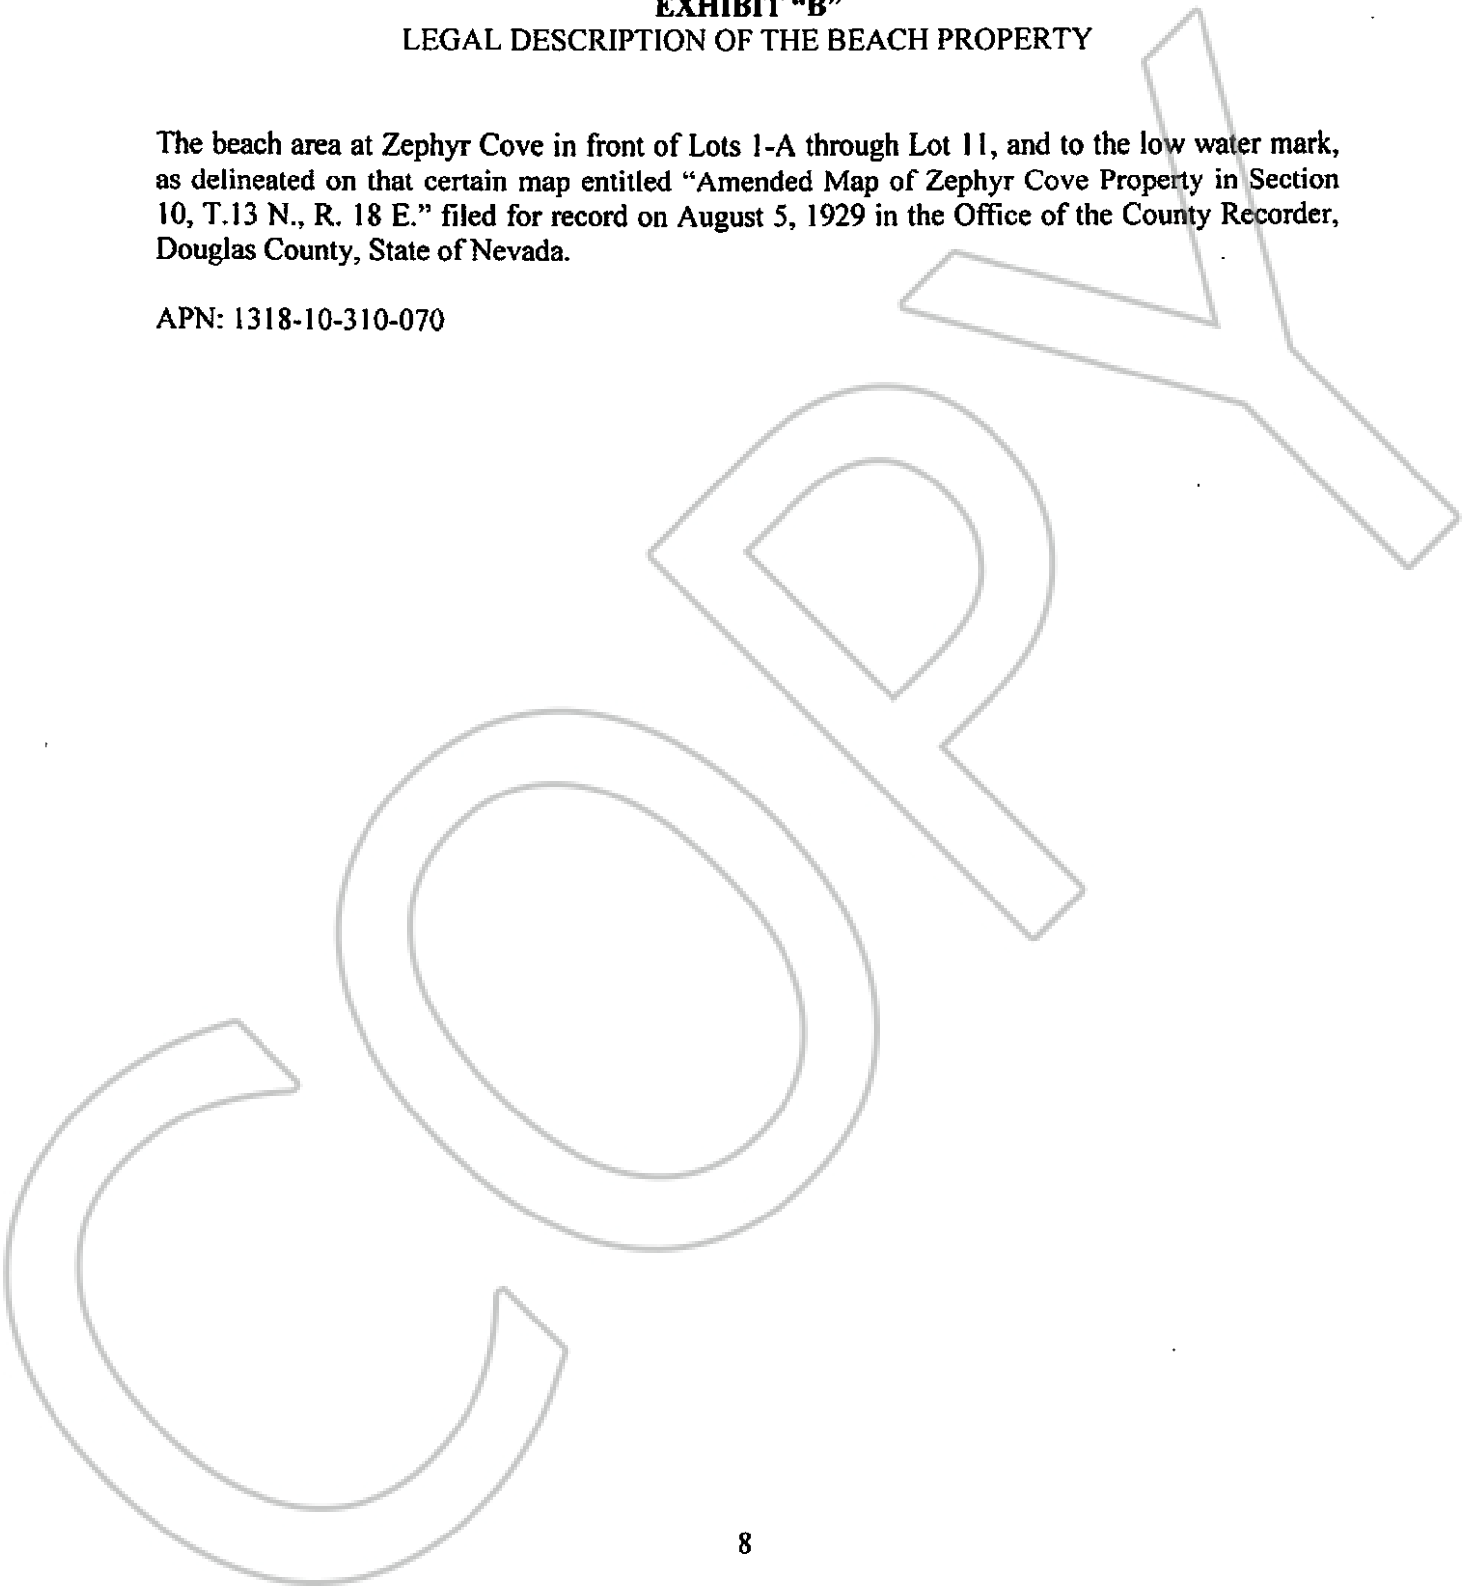 EXHIBIT “B”
LEGAL DESCRIPTION OF THE BEACH PROPERTY
The beach area at Zephyr Cove in front of Lots 1-A through Lot 11, and to the low water mark,
as delineated on that certain map entitled “Amended Map of Zephyr Cove Property in Section
10, T.13 N., R. 18 E.” filed for record on August 5, 1929 in the Office of the County Recorder,
Douglas County, State of Nevada.
APN: 1318-10-310-070
COPY
8